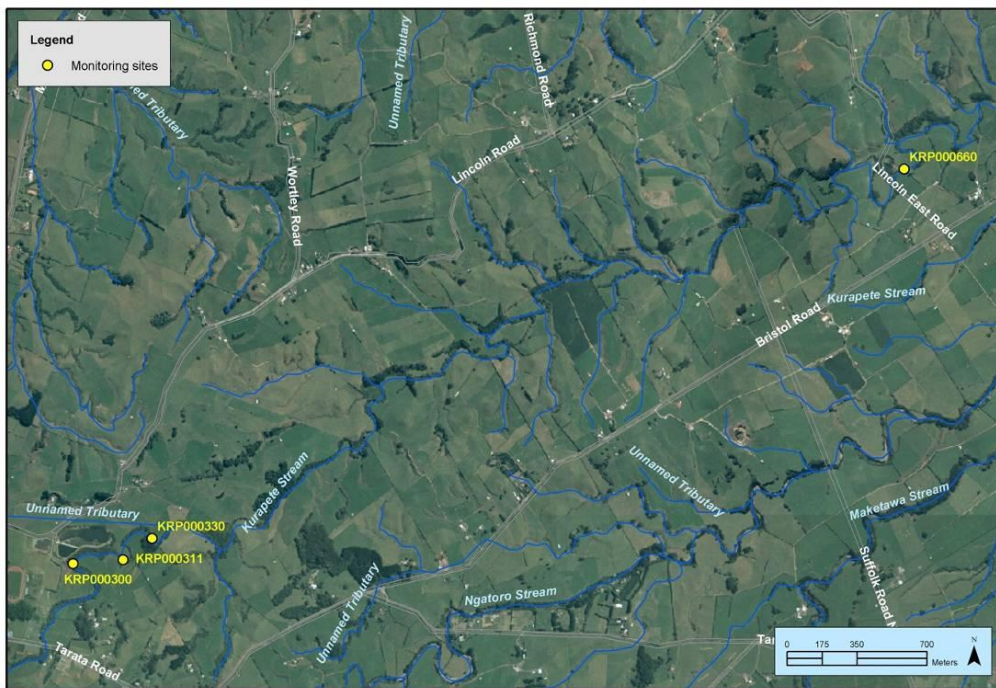 Legend
Monitoring sites
Unnamed Tributary
Unnamed Tributary
Richmond Road
Lincoln Road
Wortley Road
KRP000660
Lincoln East Road
Kurapete Stream
Bristol Road
Unnamed Tributary
Kurapete Stream
Maketawa Stream
Unnamed Tributary
KRP000330
KRP000311
KRP000300
Suffolk Road N
Unnamed Tributary
Ngatoro Stream
Tarata Road
0 175 350 700
Meters
N